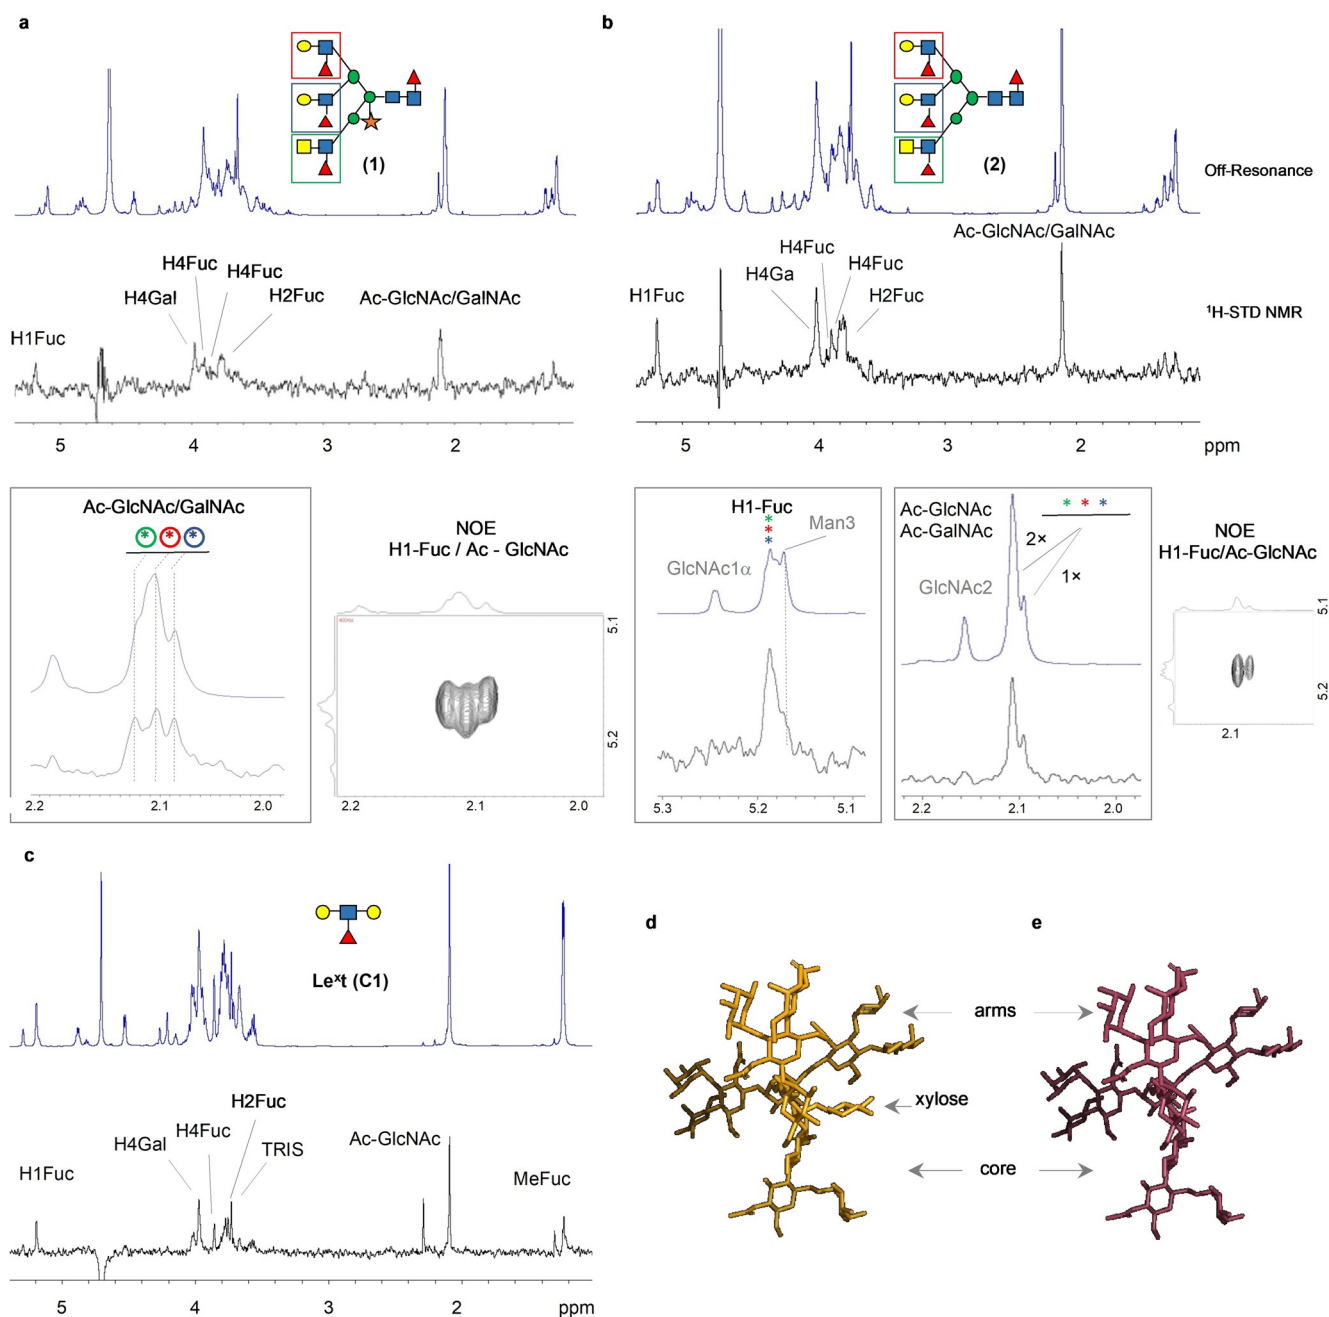 a
b
(1)
(2)
Off-Resonance
H1Fuc
H4Gal
H4Fuc
H4Fuc
H2Fuc
Ac-GlcNAc/GalNAc
5 4 3 2
H1Fuc
H4Ga
H4Fuc
H4Fuc
H2Fuc
Ac-GlcNAc/GalNAc
¹H-STD NMR
5 4 3 2 ppm
Ac-GlcNAc/GalNAc
* * *
2.2 2.1 2.0
NOE
H1-Fuc / Ac - GlcNAc
5.1
5.2
2.2 2.1 2.0
H1-Fuc
*
*
*
Man3
GlcNAc1α
5.3 5.2 5.1
Ac-GlcNAc
Ac-GalNAc
* * *
2×
1×
GlcNAc2
2.2 2.1 2.0
NOE
H1-Fuc/Ac-GlcNAc
5.1
5.2
2.1
c
Leˣt (C1)
H1Fuc
H4Gal
H4Fuc
H2Fuc
TRIS
Ac-GlcNAc
MeFuc
5 4 3 2 ppm
d
e
arms
xylose
core